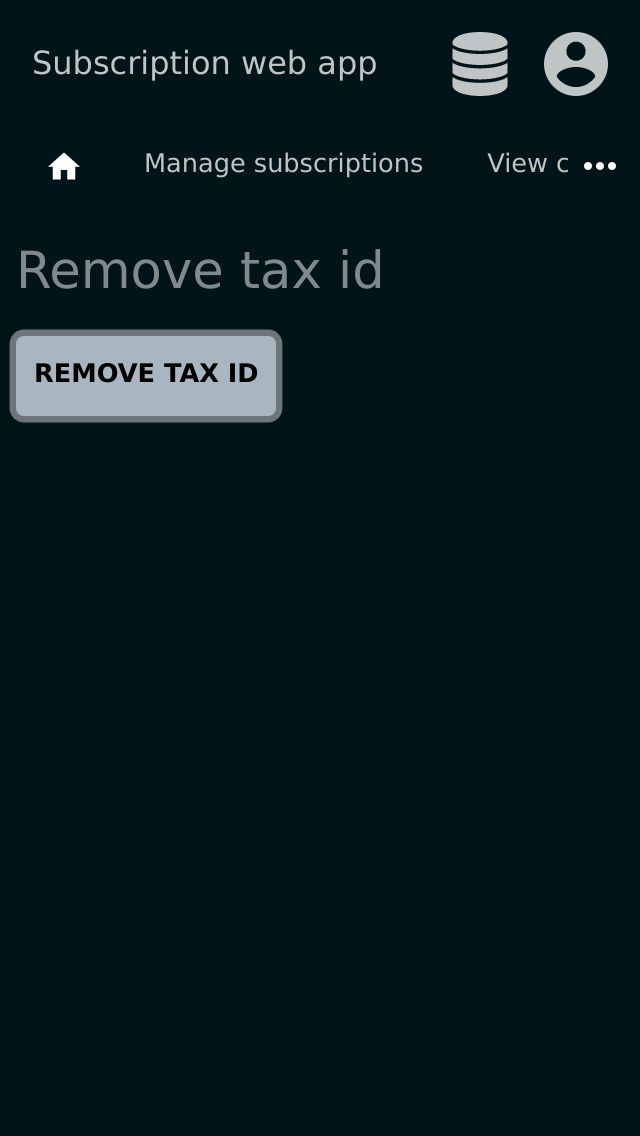 Subscription web app
Manage subscriptions
View c
Remove tax id
REMOVE TAX ID